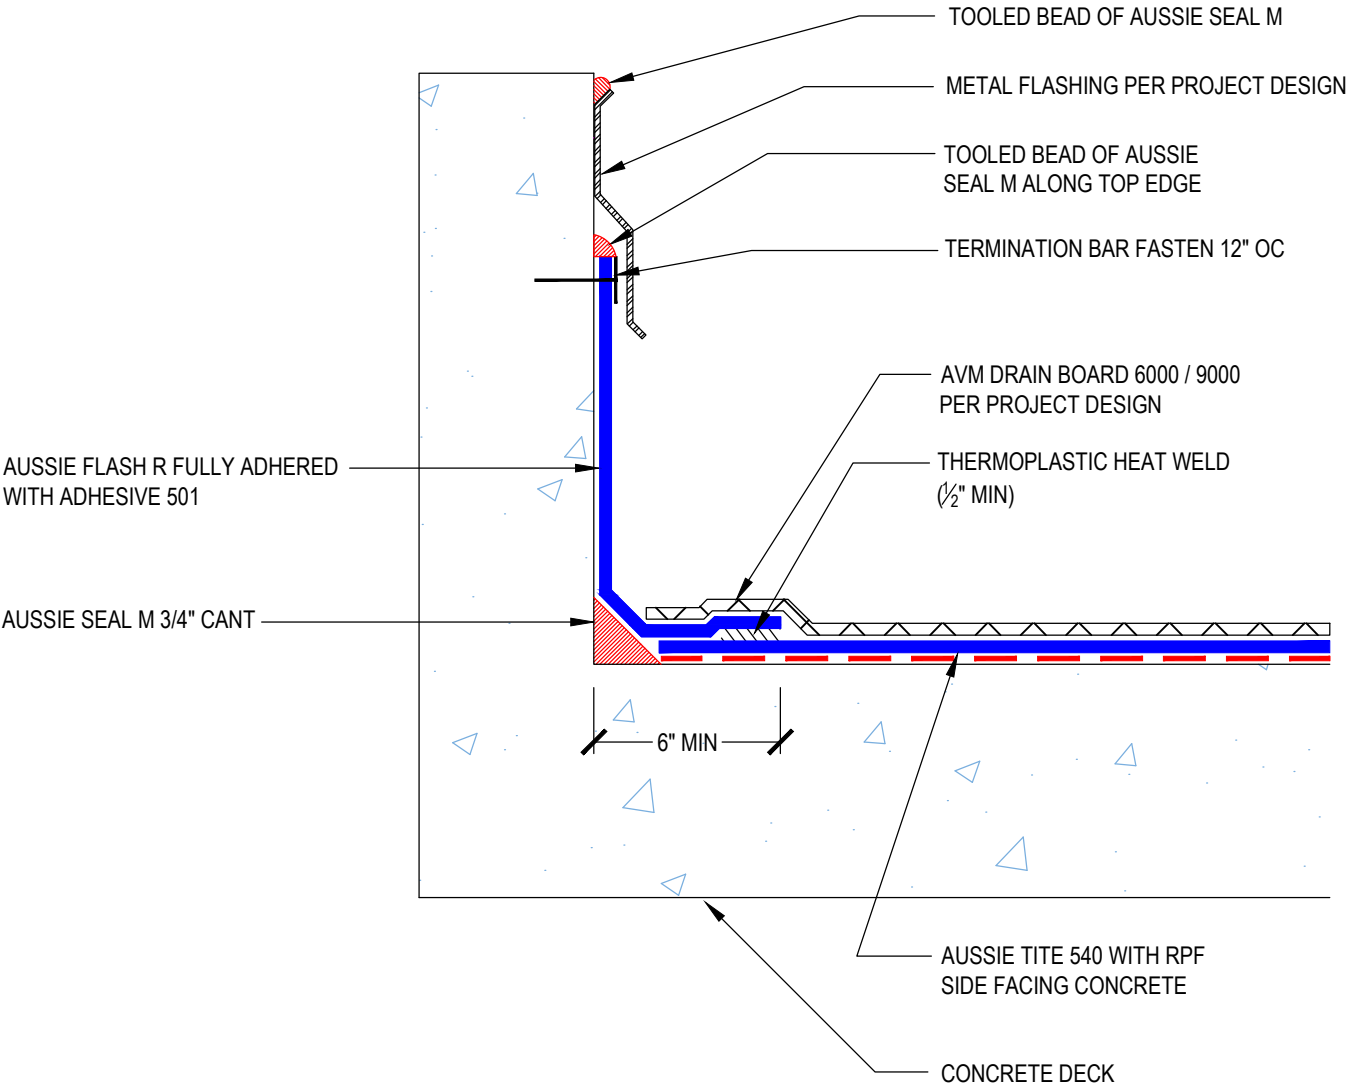 TOOLED BEAD OF AUSSIE SEAL M
METAL FLASHING PER PROJECT DESIGN
TOOLED BEAD OF AUSSIE
SEAL M ALONG TOP EDGE
TERMINATION BAR FASTEN 12" OC
AVM DRAIN BOARD 6000 / 9000
PER PROJECT DESIGN
THERMOPLASTIC HEAT WELD
(½" MIN)
AUSSIE FLASH R FULLY ADHERED
WITH ADHESIVE 501
AUSSIE SEAL M 3/4" CANT
6" MIN
AUSSIE TITE 540 WITH RPF
SIDE FACING CONCRETE
CONCRETE DECK